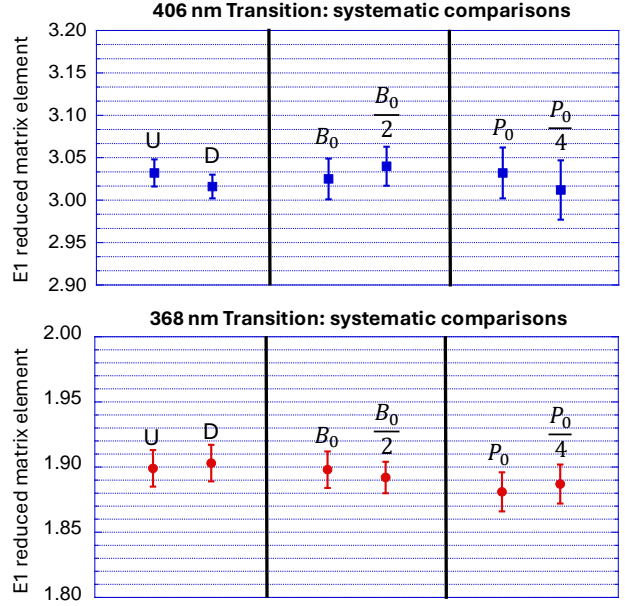 406 nm Transition: systematic comparisons
E1 reduced matrix element
3.20
3.15
3.10
3.05
3.00
2.95
2.90
U
D
B₀
B₀/2
P₀
P₀/4
368 nm Transition: systematic comparisons
E1 reduced matrix element
2.00
1.95
1.90
1.85
1.80
U
D
B₀
B₀/2
P₀
P₀/4